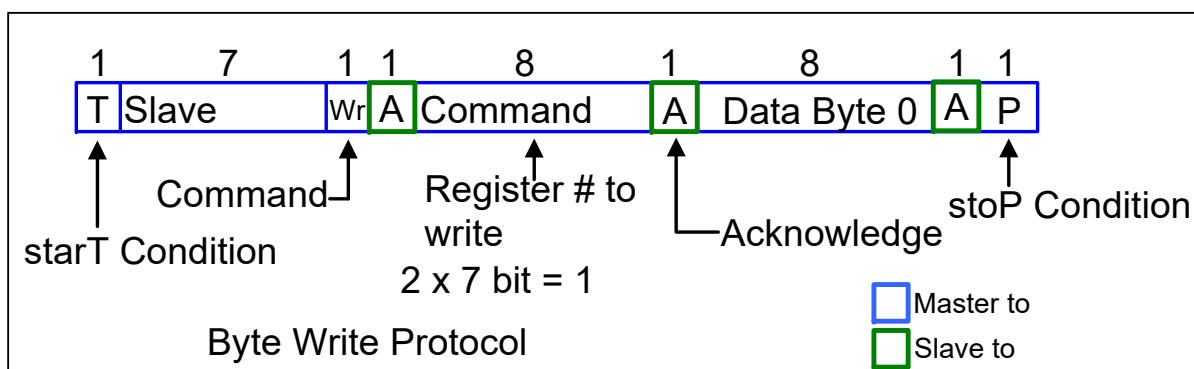 1 7 1 1 8 1 8 1 1
T Slave Wr A Command A Data Byte 0 A P
Command
Register # to
write
2 x 7 bit = 1
starT Condition
Acknowledge
stoP Condition
Byte Write Protocol
Master to
Slave to